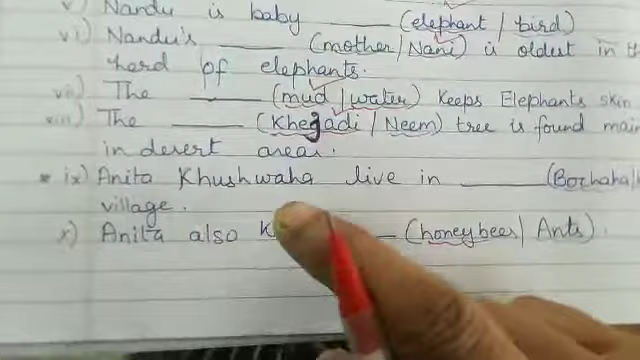 v) Nandu is baby ______ (elephant / bird)
vi) Nandu's ______ (mother/Nani) is oldest in th
herd of elephants.
vii) The ______ (mud/water) keeps Elephants skin
viii) The ______ (Khejadi / Neem) tree is found main
in desert areas.
ix) Anita Khushwaha live in ______ (Bochaha/
village.
x) Anita also K ______ (honeybees/ Ants).